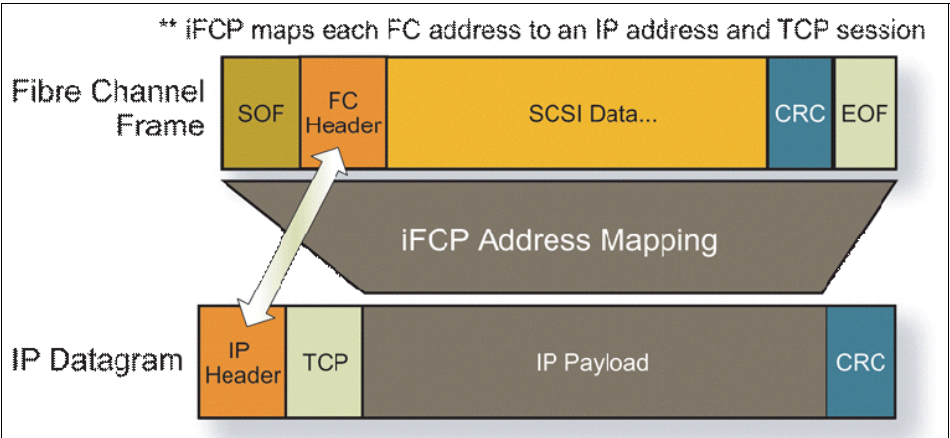 ** iFCP maps each FC address to an IP address and TCP session
Fibre Channel
Frame
SOF
FC
Header
SCSI Data...
CRC
EOF
iFCP Address Mapping
IP Datagram
IP
Header
TCP
IP Payload
CRC